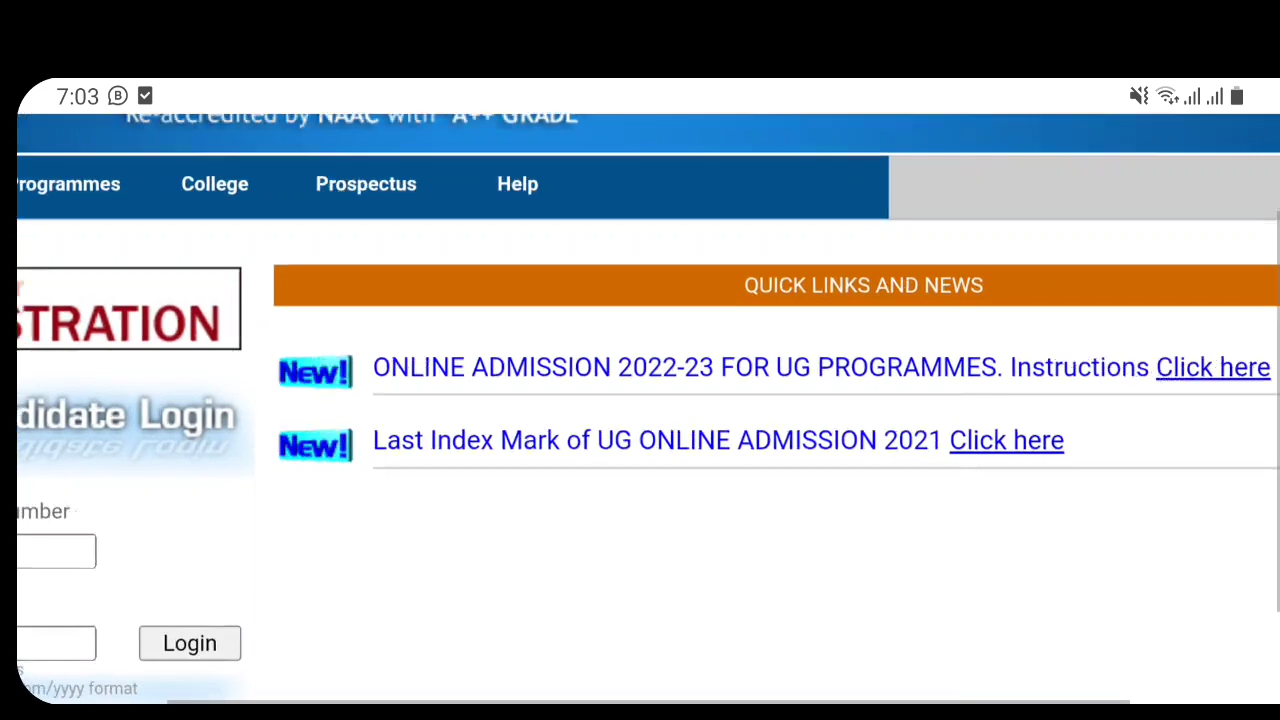 7:03
Re-accredited by NAAC with "A++ GRADE
rogrammes College Prospectus Help
STRATION
QUICK LINKS AND NEWS
New! ONLINE ADMISSION 2022-23 FOR UG PROGRAMMES. Instructions Click here
didate Login
New! Last Index Mark of UG ONLINE ADMISSION 2021 Click here
umber
Login
s
m/yyyy format